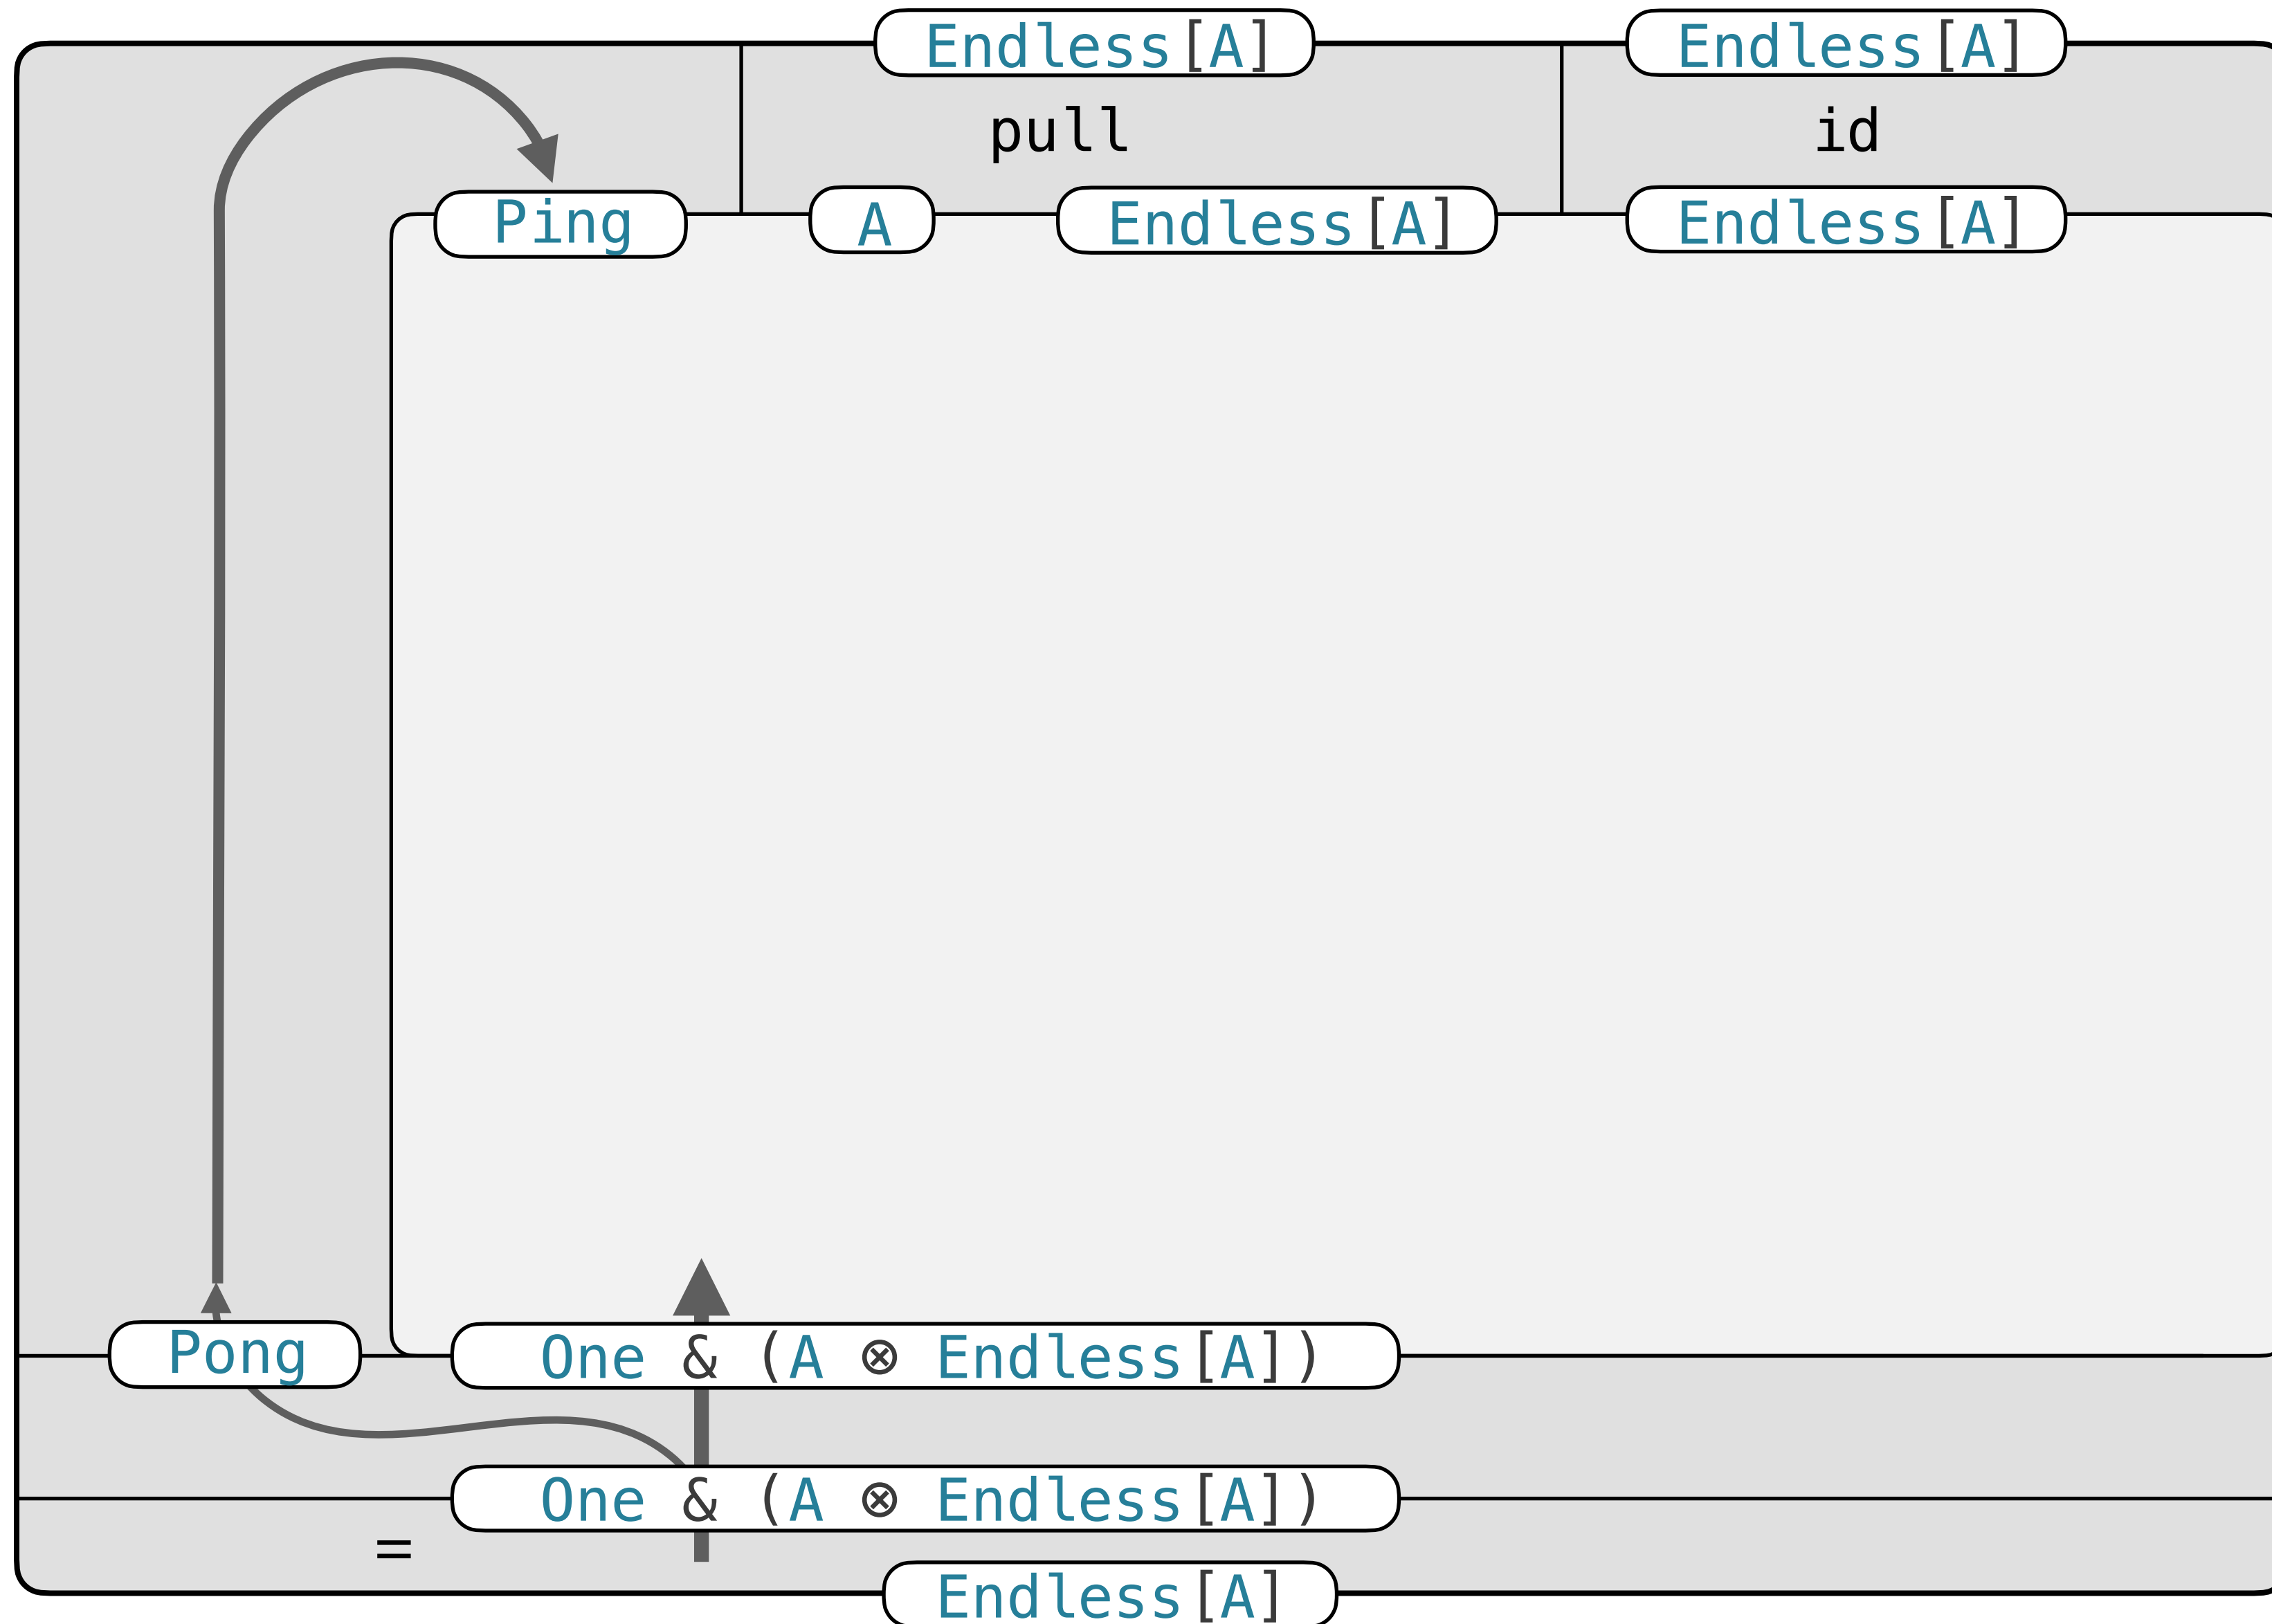 Endless[A] Endless[A]
pull id
Ping A Endless[A] Endless[A]
Pong One & (A ⊗ Endless[A])
One & (A ⊗ Endless[A])
=
Endless[A]